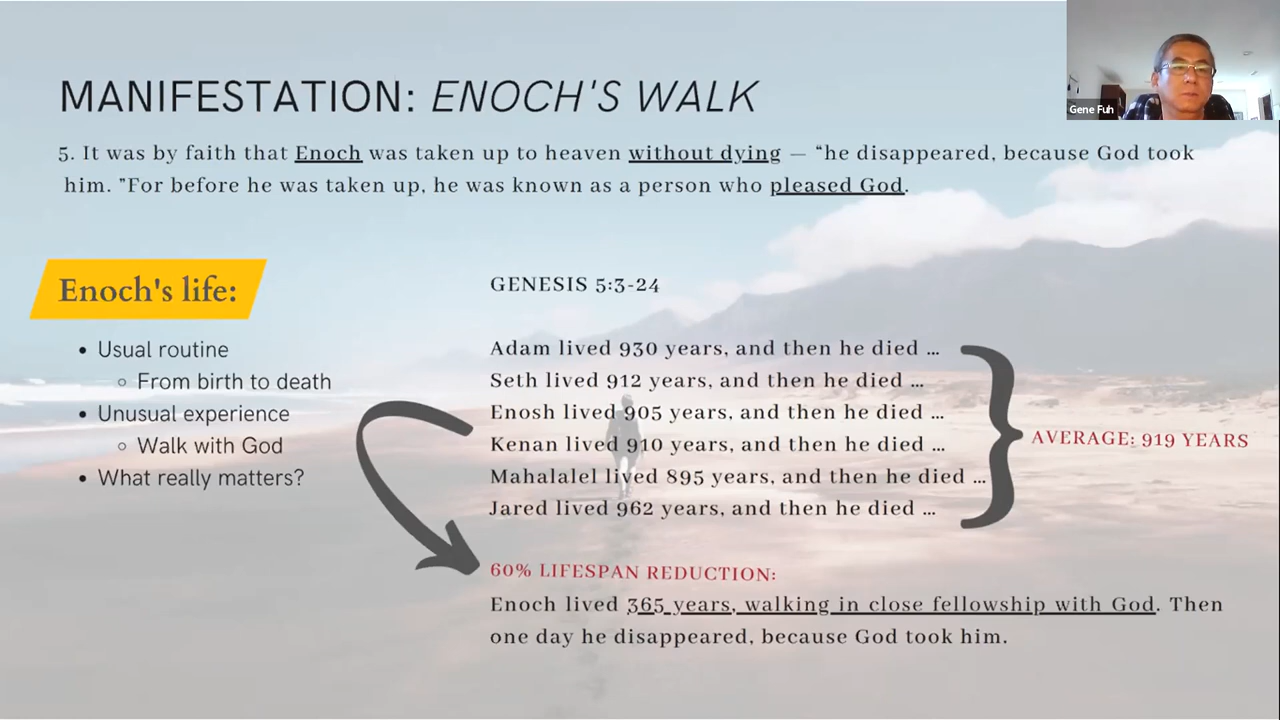 Gene Fuh
MANIFESTATION: ENOCH'S WALK
5. It was by faith that Enoch was taken up to heaven without dying — “he disappeared, because God took
him. ”For before he was taken up, he was known as a person who pleased God.
Enoch's life:
• Usual routine
◦ From birth to death
• Unusual experience
◦ Walk with God
• What really matters?
GENESIS 5:3-24
Adam lived 930 years, and then he died ...
Seth lived 912 years, and then he died ...
Enosh lived 905 years, and then he died ...
Kenan lived 910 years, and then he died ...
Mahalalel lived 895 years, and then he died ...
Jared lived 962 years, and then he died ...
AVERAGE: 919 YEARS
60% LIFESPAN REDUCTION:
Enoch lived 365 years, walking in close fellowship with God. Then
one day he disappeared, because God took him.